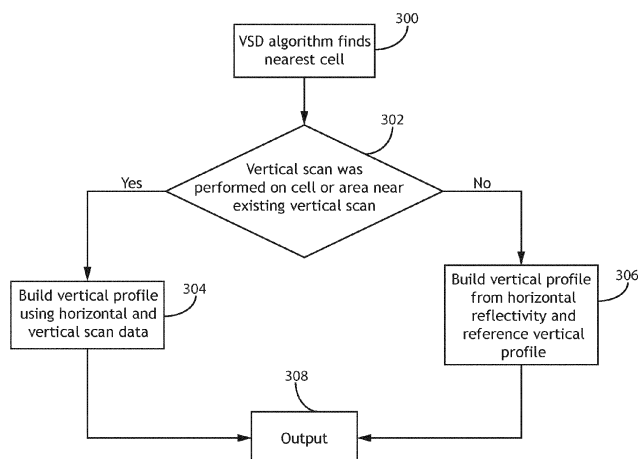 300
VSD algorithm finds
nearest cell
302
Vertical scan was
performed on cell or area near
existing vertical scan
Yes
No
304
Build vertical profile
using horizontal and
vertical scan data
306
Build vertical profile
from horizontal
reflectivity and
reference vertical
profile
308
Output